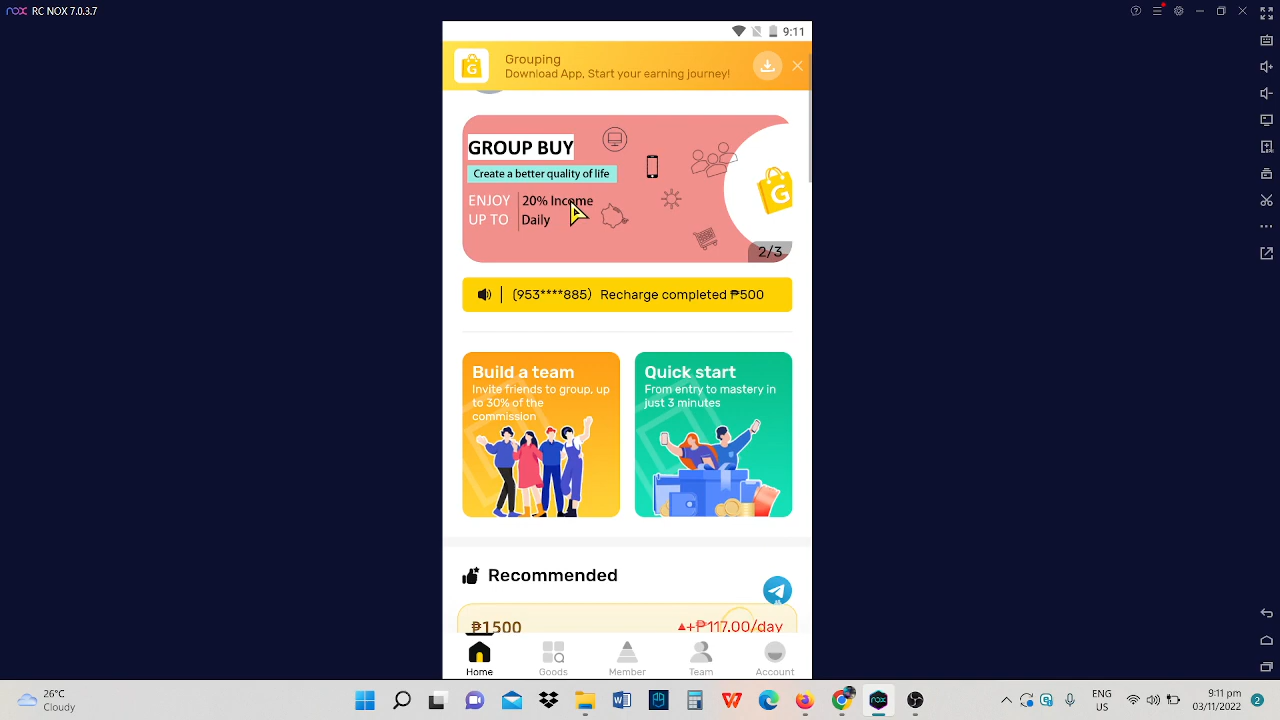 nox RC NOX 7.0.3.7
9:11
Grouping
Download App, Start your earning journey!
G
GROUP BUY
Create a better quality of life
ENJOY UP TO
20% Income Daily
G
2/3
(953****885) Recharge completed ₱500
Build a team
Invite friends to group, up
to 30% of the
commission
Quick start
From entry to mastery in
just 3 minutes
Recommended
₱1500
+₱117.00/day
Home
Goods
Member
Team
Account
26°C
Cloudy
ENG
US
9:11 PM
03/11/2022
2